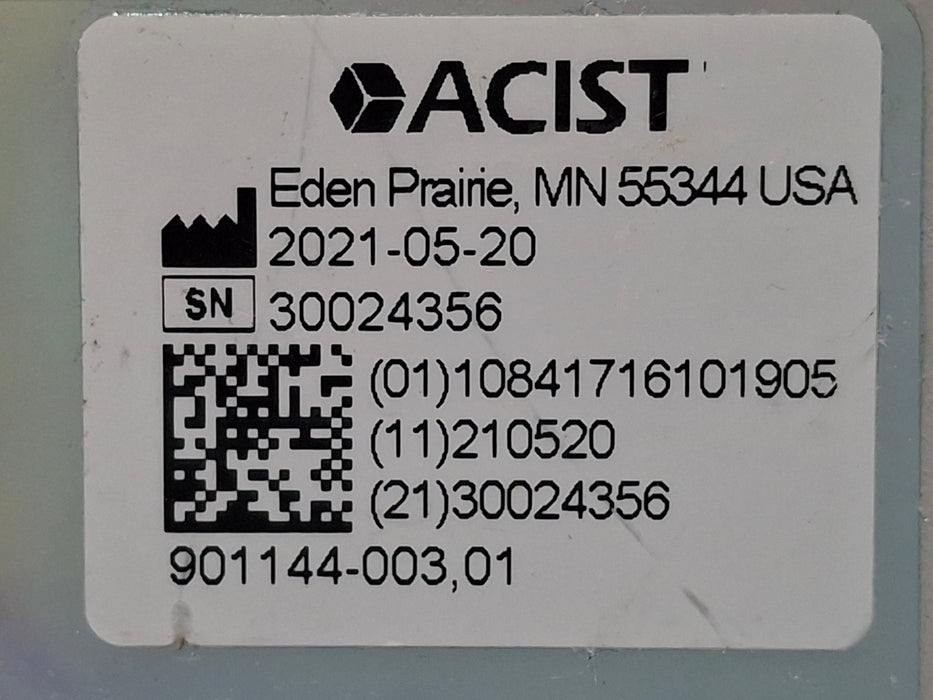 ACIST
Eden Prairie, MN 55344 USA
2021-05-20
SN 30024356
(01)10841716101905
(11)210520
(21)30024356
901144-003,01